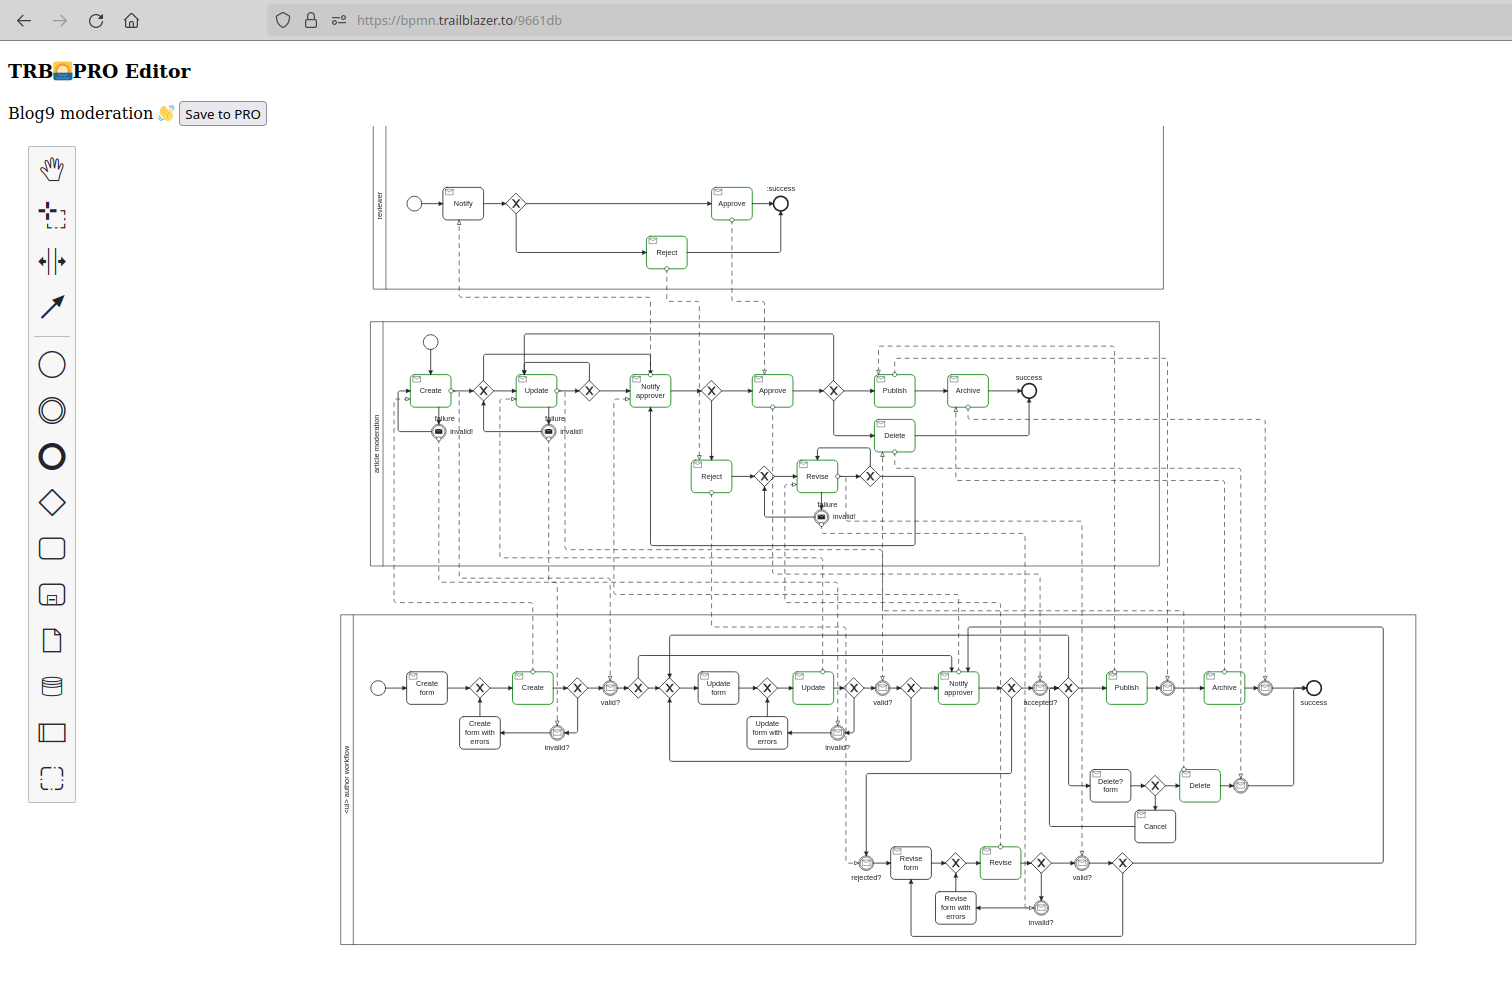 https://bpmn.trailblazer.to/9661db
TRB🌅PRO Editor
Blog9 moderation 👋 Save to PRO
reviewer
Notify
Approve
:success
Reject
article moderation
Create
failure
invalid!
Update
failure
invalid!
Notify
approver
Approve
Publish
Archive
success
Delete
Reject
Revise
failure
invalid!
<ui> author workflow
Create
form
Create
valid?
Update
form
Update
valid?
Notify
approver
accepted?
Publish
Archive
success
Create
form with
errors
invalid?
Update
form with
errors
invalid?
Delete?
form
Delete
Cancel
rejected?
Revise
form
Revise
valid?
Revise
form with
errors
invalid?